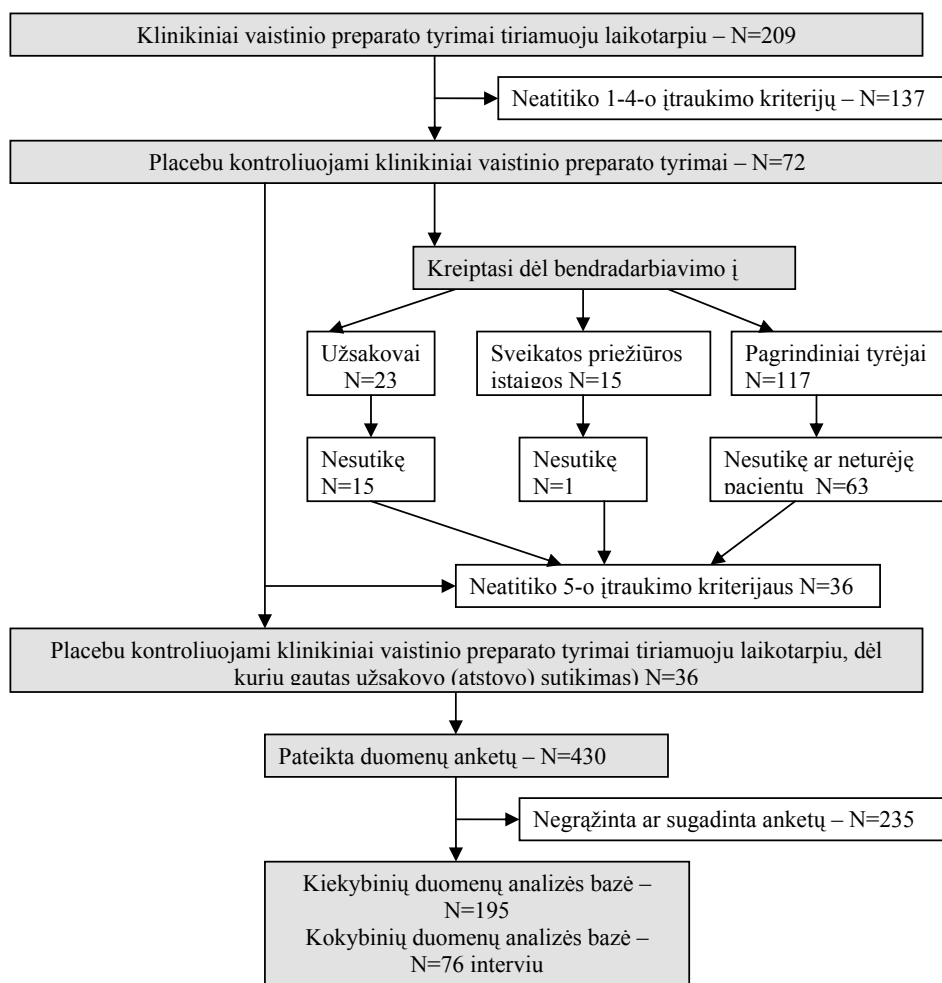 Klinikiniai vaistinio preparato tyrimai tiriamuoju laikotarpiu – N=209
Neatitiko 1-4-o įtraukimo kriterijų – N=137
Placebu kontroliuojami klinikiniai vaistinio preparato tyrimai – N=72
Kreiptasi dėl bendradarbiavimo į
Užsakovai
N=23
Sveikatos priežiūros
įstaigos N=15
Pagrindiniai tyrėjai
N=117
Nesutikę
N=15
Nesutikę
N=1
Nesutikę ar neturėję
pacientų N=63
Neatitiko 5-o įtraukimo kriterijaus N=36
Placebu kontroliuojami klinikiniai vaistinio preparato tyrimai tiriamuoju laikotarpiu, dėl
kurių gautas užsakovo (atstovo) sutikimas) N=36
Pateikta duomenų anketų – N=430
Negrąžinta ar sugadinta anketų – N=235
Kiekybinių duomenų analizės bazė –
N=195
Kokybinių duomenų analizės bazė –
N=76 interviu